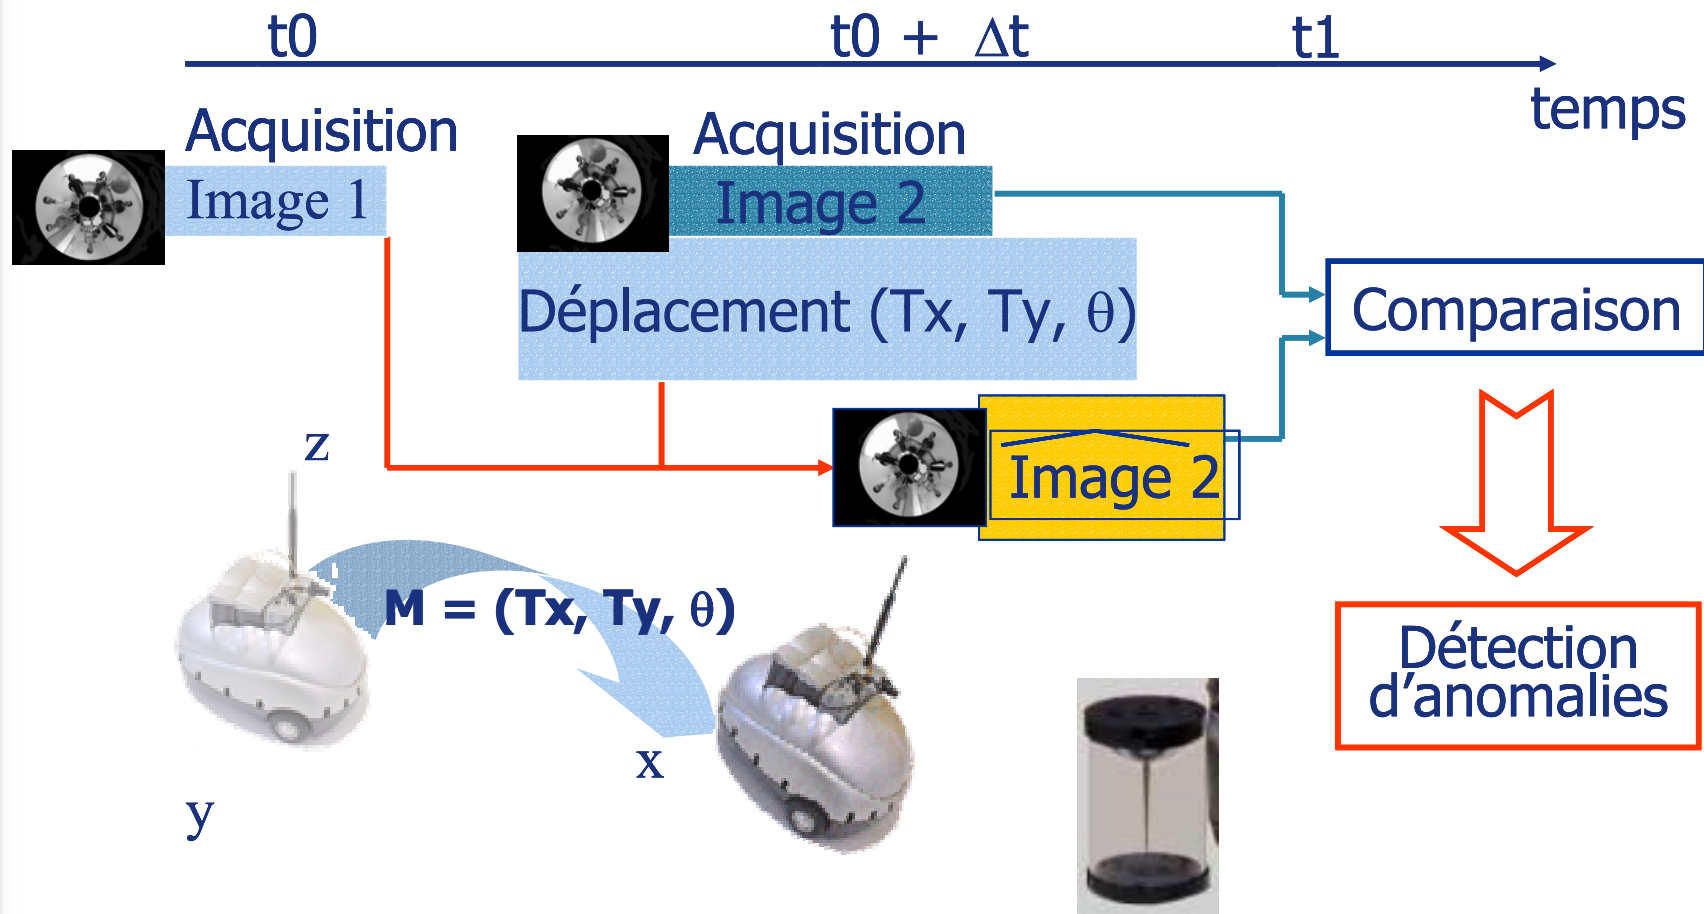 t0
t0 + Δt
t1
temps
Acquisition
Image 1
Acquisition
Image 2
Déplacement (Tx, Ty, θ)
Comparaison
Image 2
z
M = (Tx, Ty, θ)
x
y
Détection
d’anomalies